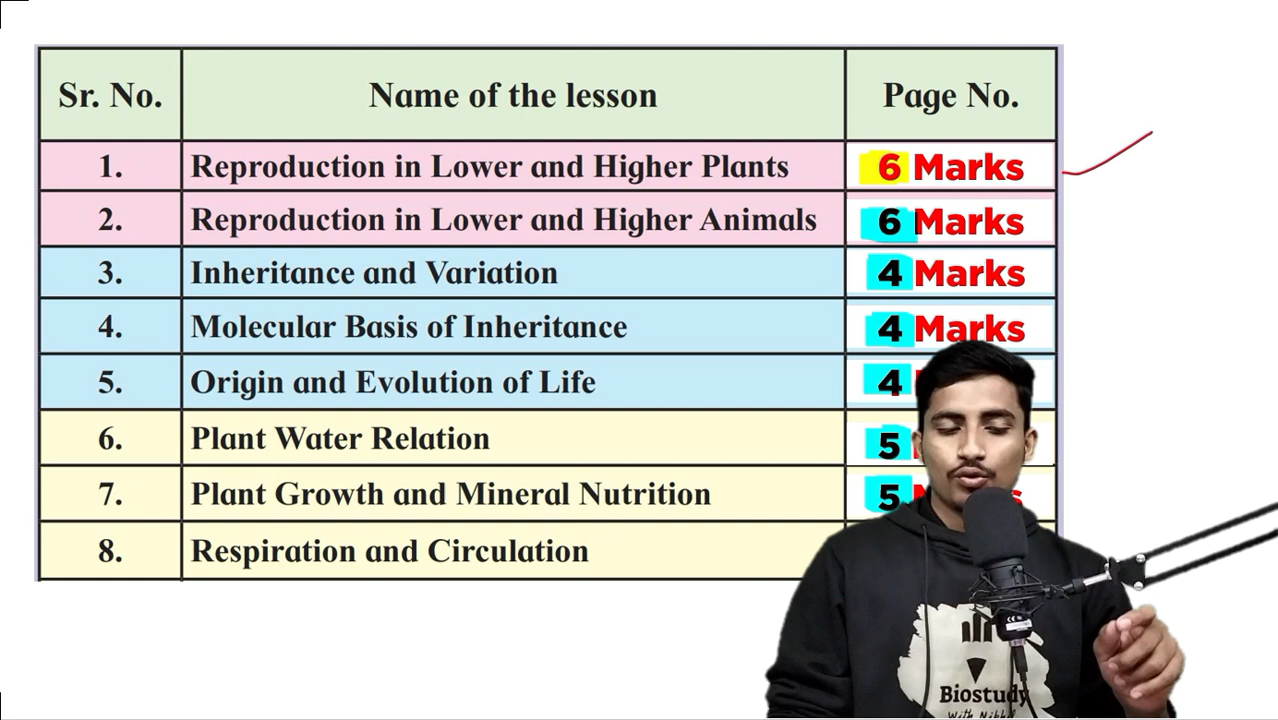 Sr. No. Name of the lesson Page No.
1. Reproduction in Lower and Higher Plants 6 Marks
2. Reproduction in Lower and Higher Animals 6 Marks
3. Inheritance and Variation 4 Marks
4. Molecular Basis of Inheritance 4 Marks
5. Origin and Evolution of Life 4
6. Plant Water Relation 5
7. Plant Growth and Mineral Nutrition 5
8. Respiration and Circulation
Biostudy
With